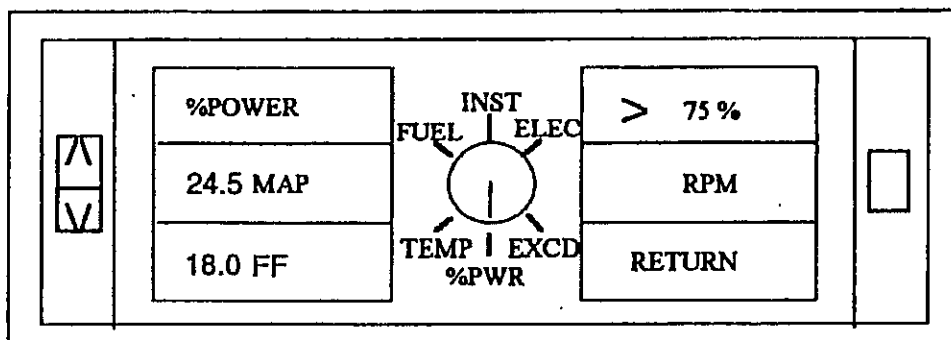 %POWER
24.5 MAP
18.0 FF
INST
FUEL
ELEC
TEMP
EXCD
%PWR
> 75 %
RPM
RETURN